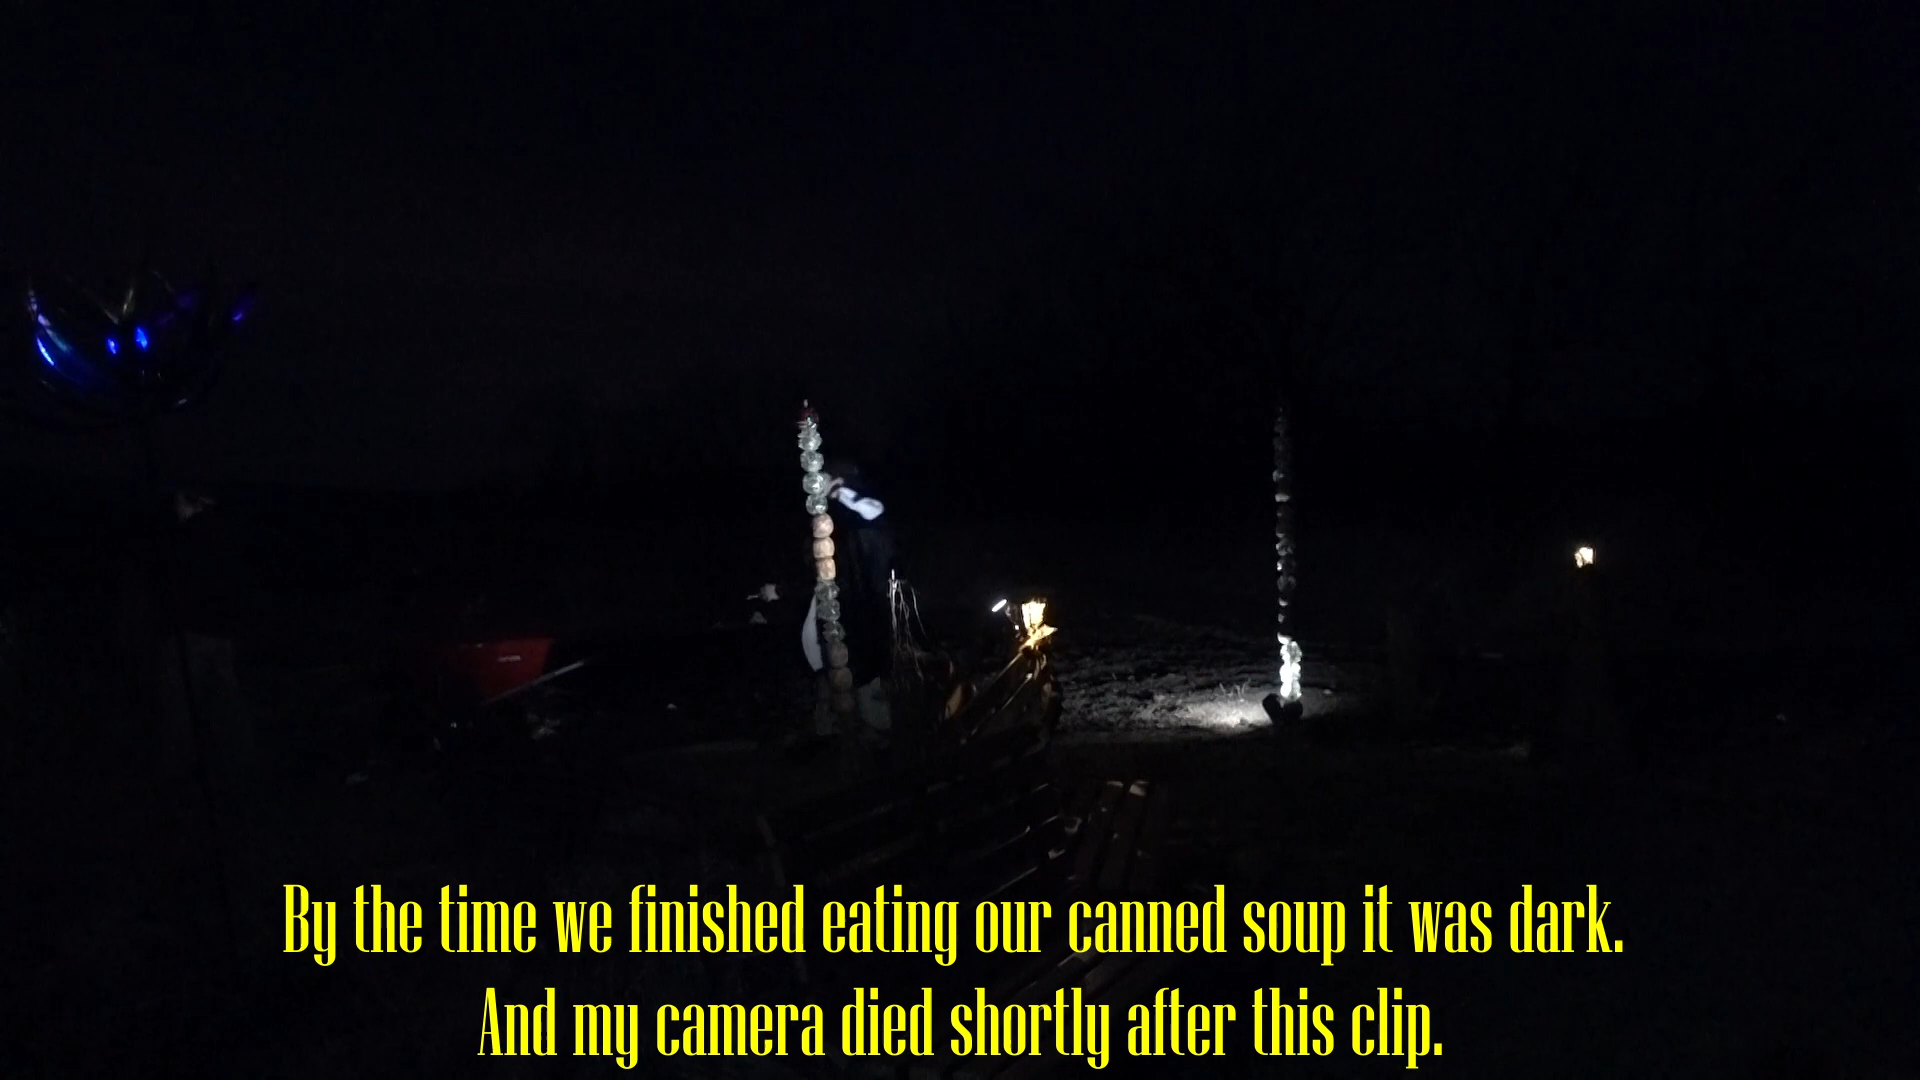 By the time we finished eating our canned soup it was dark.
And my camera died shortly after this clip.